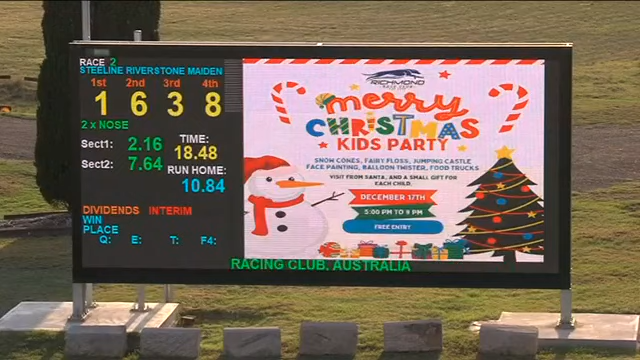 RACE 2
STEELINE RIVERSTONE MAIDEN
1st 2nd 3rd 4th
1 6 3 8
2 x NOSE
Sect1: 2.16
Sect2: 7.64
TIME:
18.48
RUN HOME:
10.84
DIVIDENDS INTERIM
WIN
PLACE
Q: E: T: F4:
RICHMOND
RACE CLUB
merry
CHRISTMAS
KIDS PARTY
SNOW CONES, FAIRY FLOSS, JUMPING CASTLE
FACE PAINTING, BALLOON TWISTER, FOOD TRUCKS
VISIT FROM SANTA, AND A SMALL GIFT FOR
EACH CHILD.
DECEMBER 17TH
5:00 PM TO 9 PM
FREE ENTRY
RACING CLUB, AUSTRALIA